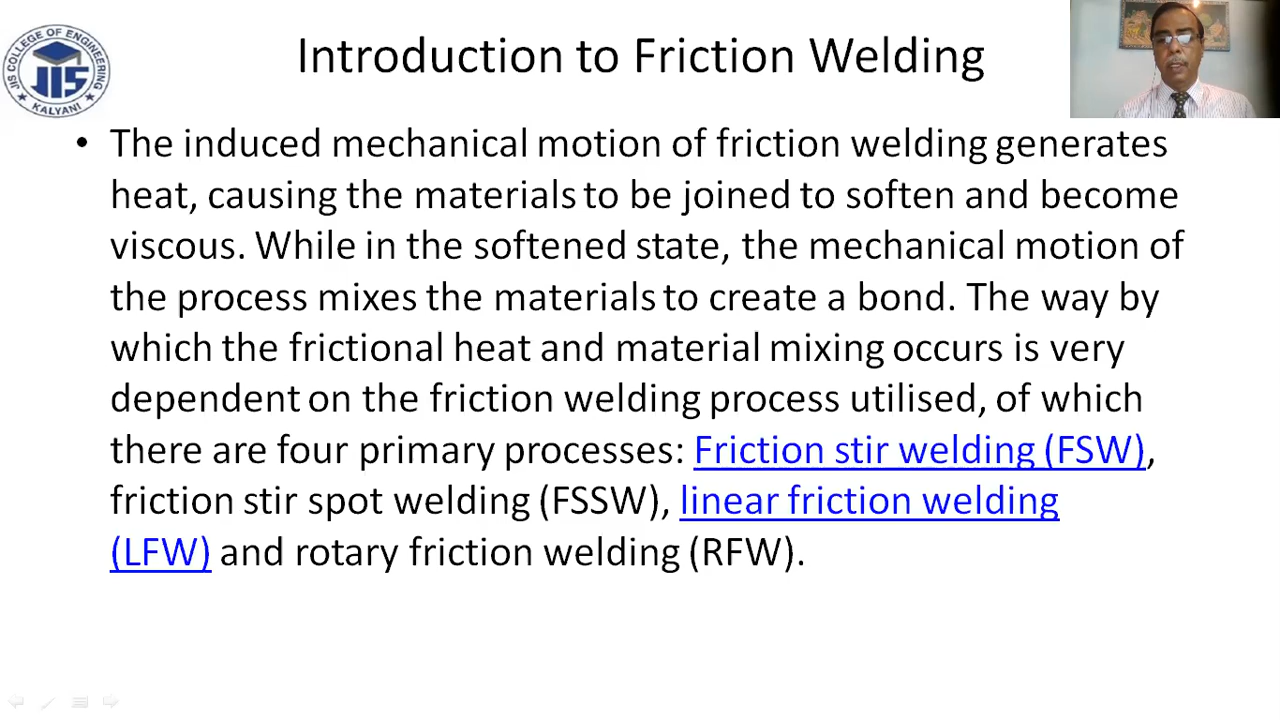 JIS COLLEGE OF ENGINEERING
JIS
KALYANI
Introduction to Friction Welding
• The induced mechanical motion of friction welding generates
heat, causing the materials to be joined to soften and become
viscous. While in the softened state, the mechanical motion of
the process mixes the materials to create a bond. The way by
which the frictional heat and material mixing occurs is very
dependent on the friction welding process utilised, of which
there are four primary processes: Friction stir welding (FSW),
friction stir spot welding (FSSW), linear friction welding
(LFW) and rotary friction welding (RFW).